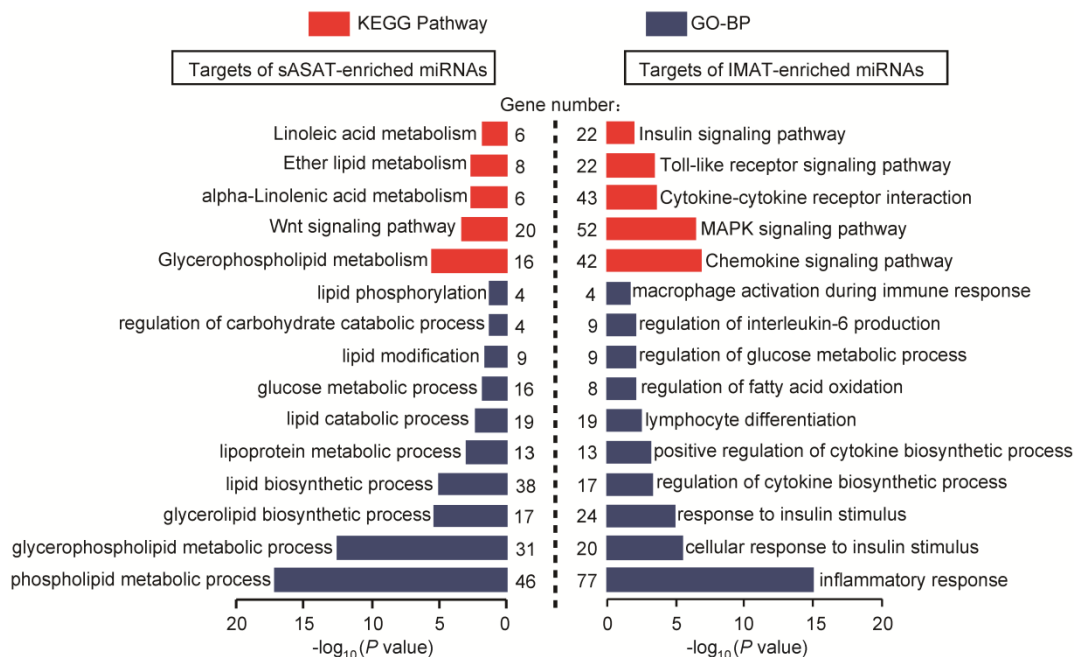 KEGG Pathway GO-BP
Targets of sASAT-enriched miRNAs Targets of IMAT-enriched miRNAs
Gene number:
Linoleic acid metabolism 6 22 Insulin signaling pathway
Ether lipid metabolism 8 22 Toll-like receptor signaling pathway
alpha-Linolenic acid metabolism 6 43 Cytokine-cytokine receptor interaction
Wnt signaling pathway 20 52 MAPK signaling pathway
Glycerophospholipid metabolism 16 42 Chemokine signaling pathway
lipid phosphorylation 4 4 macrophage activation during immune response
regulation of carbohydrate catabolic process 4 9 regulation of interleukin-6 production
lipid modification 9 9 regulation of glucose metabolic process
glucose metabolic process 16 8 regulation of fatty acid oxidation
lipid catabolic process 19 19 lymphocyte differentiation
lipoprotein metabolic process 13 13 positive regulation of cytokine biosynthetic process
lipid biosynthetic process 38 17 regulation of cytokine biosynthetic process
glycerolipid biosynthetic process 17 24 response to insulin stimulus
glycerophospholipid metabolic process 31 20 cellular response to insulin stimulus
phospholipid metabolic process 46 77 inflammatory response
20 15 10 5 0 0 5 10 15 20
-log₁₀(P value) -log₁₀(P value)